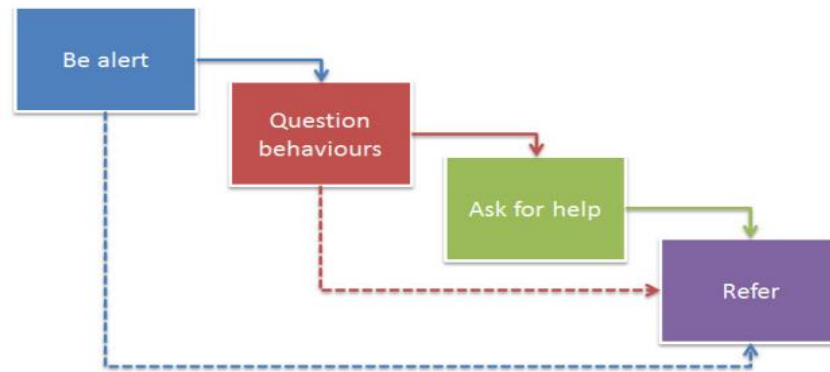 Be alert
Question
behaviours
Ask for help
Refer